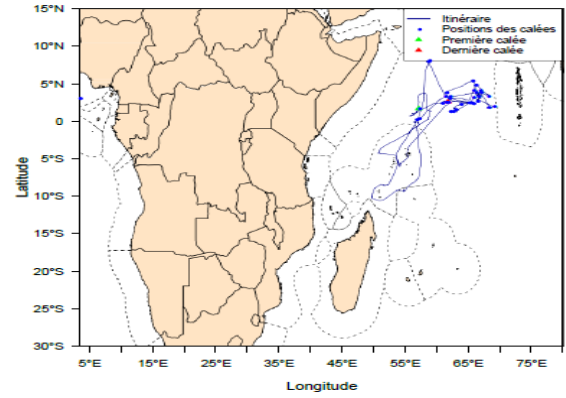 Itinéraire
Positions des calées
Première calée
Dernière calée
15°N
10°N
5°N
0
5°S
10°S
15°S
20°S
25°S
30°S
Latitude
5°E
15°E
25°E
35°E
45°E
55°E
65°E
75°E
Longitude